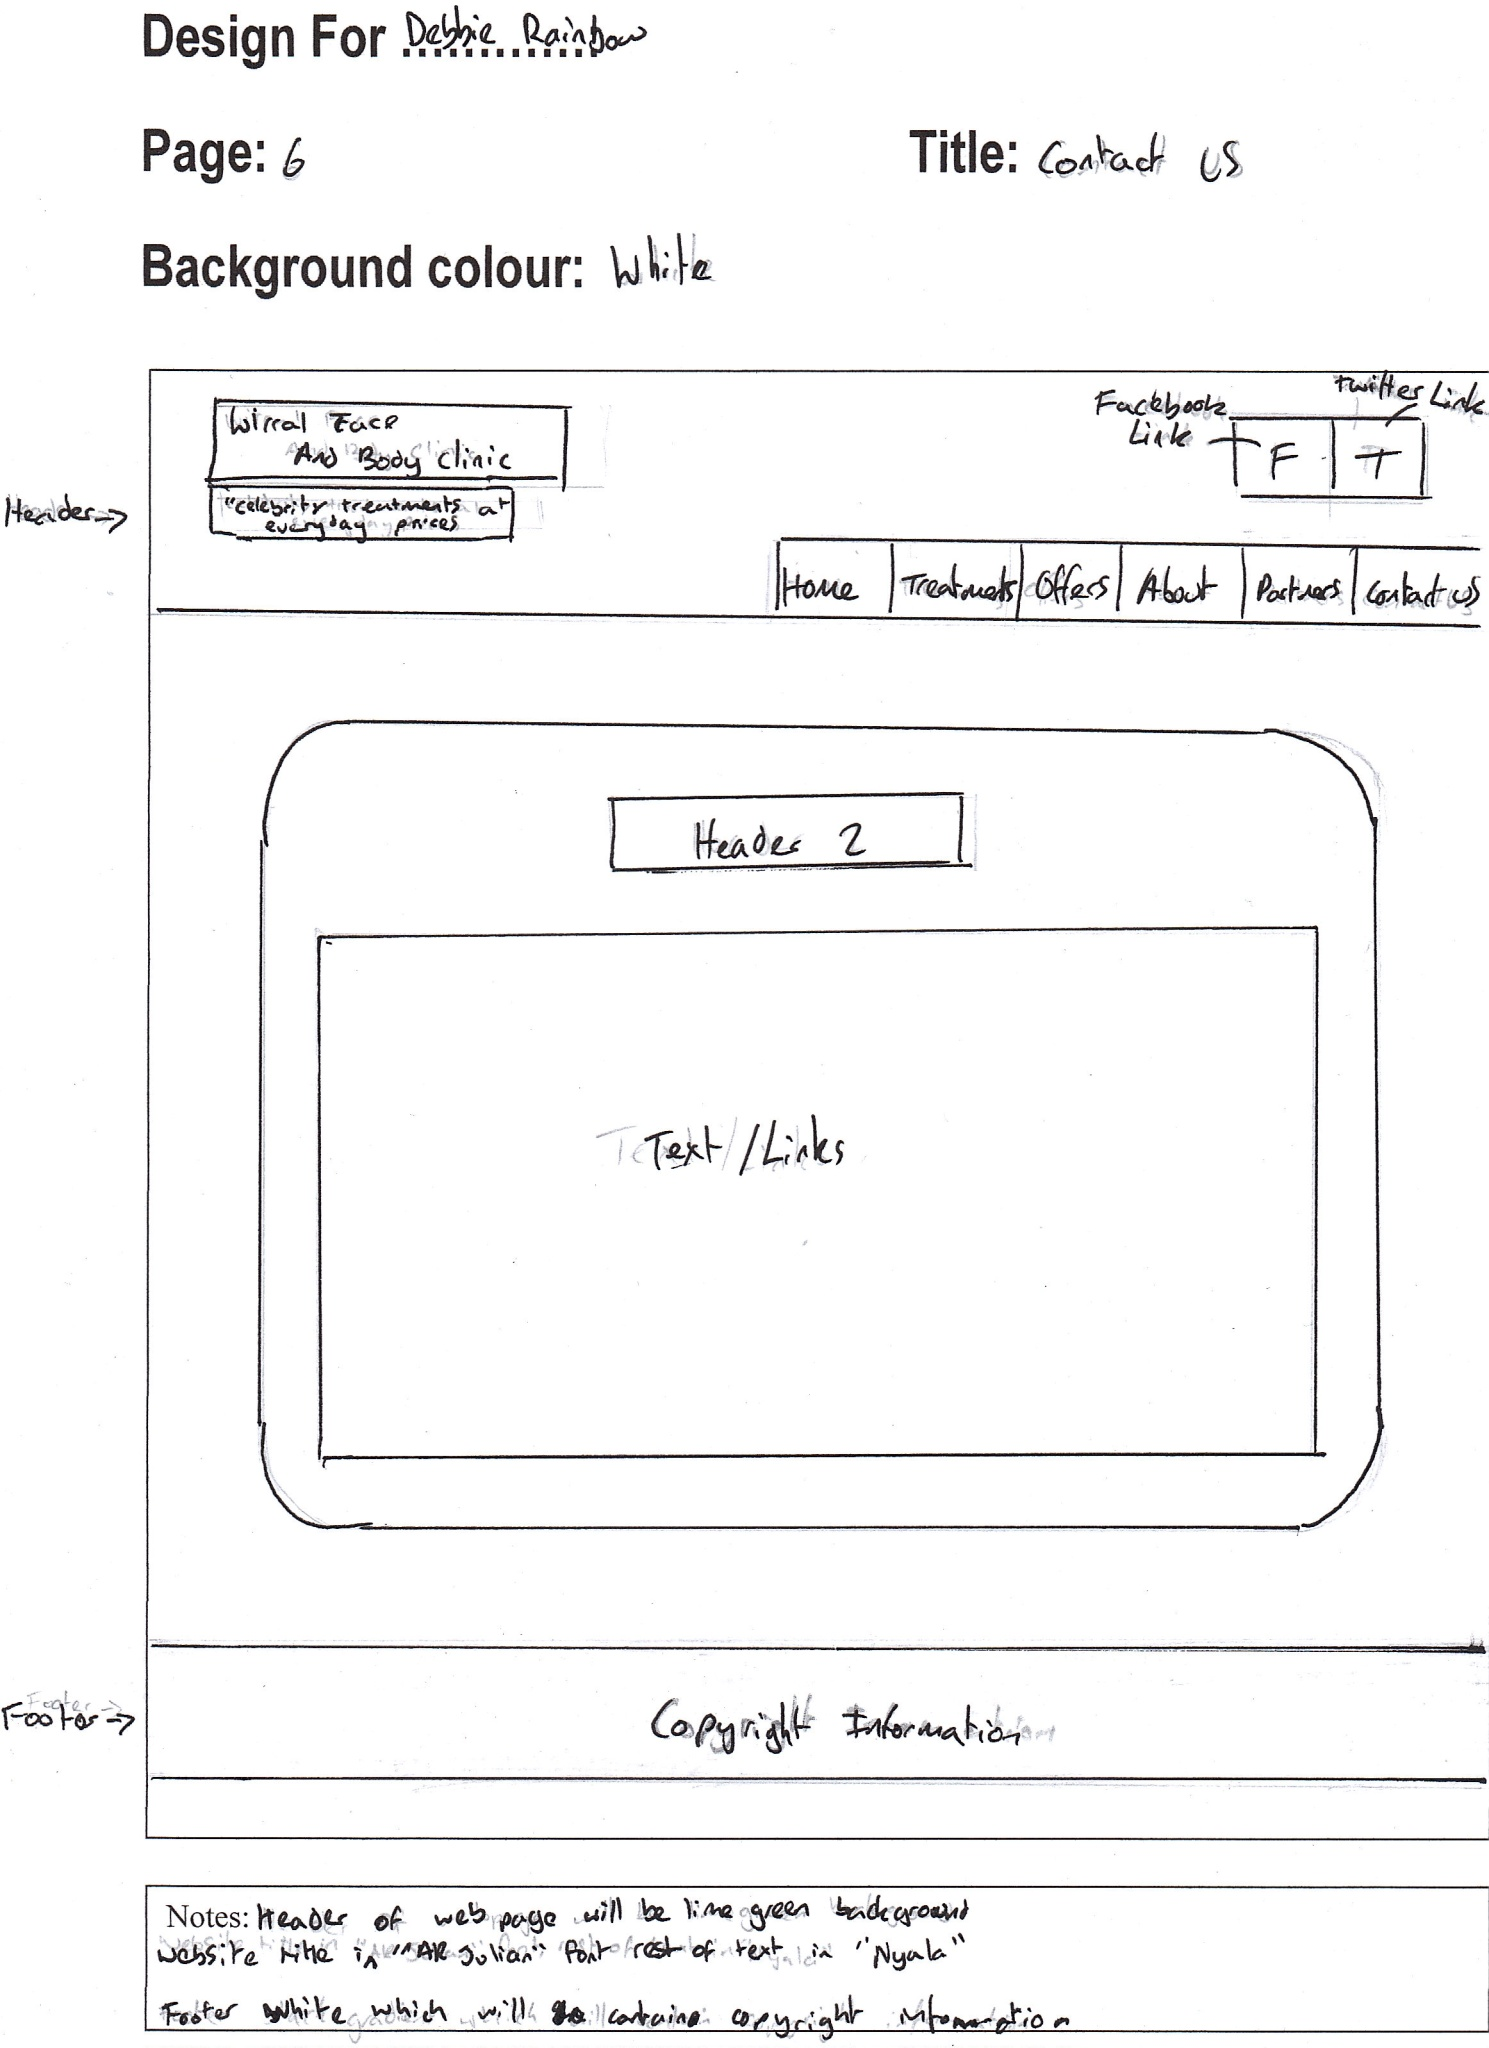 Design For Debbie Rainbow
Page: 6
Title: Contact US
Background colour: White
Wirral Face
And Body Clinic
"celebrity treatments at
everyday prices
Facebook
Link
twitter Link
F
T
Header →
Home
Treatments
Offers
About
Partners
Contact us
Header 2
Text / Links
Footer →
Copyright Information
Notes: Header of web page will be lime green background
website title in "AR Julian" font rest of text in "Nyala"
Footer white which will containe copyright information